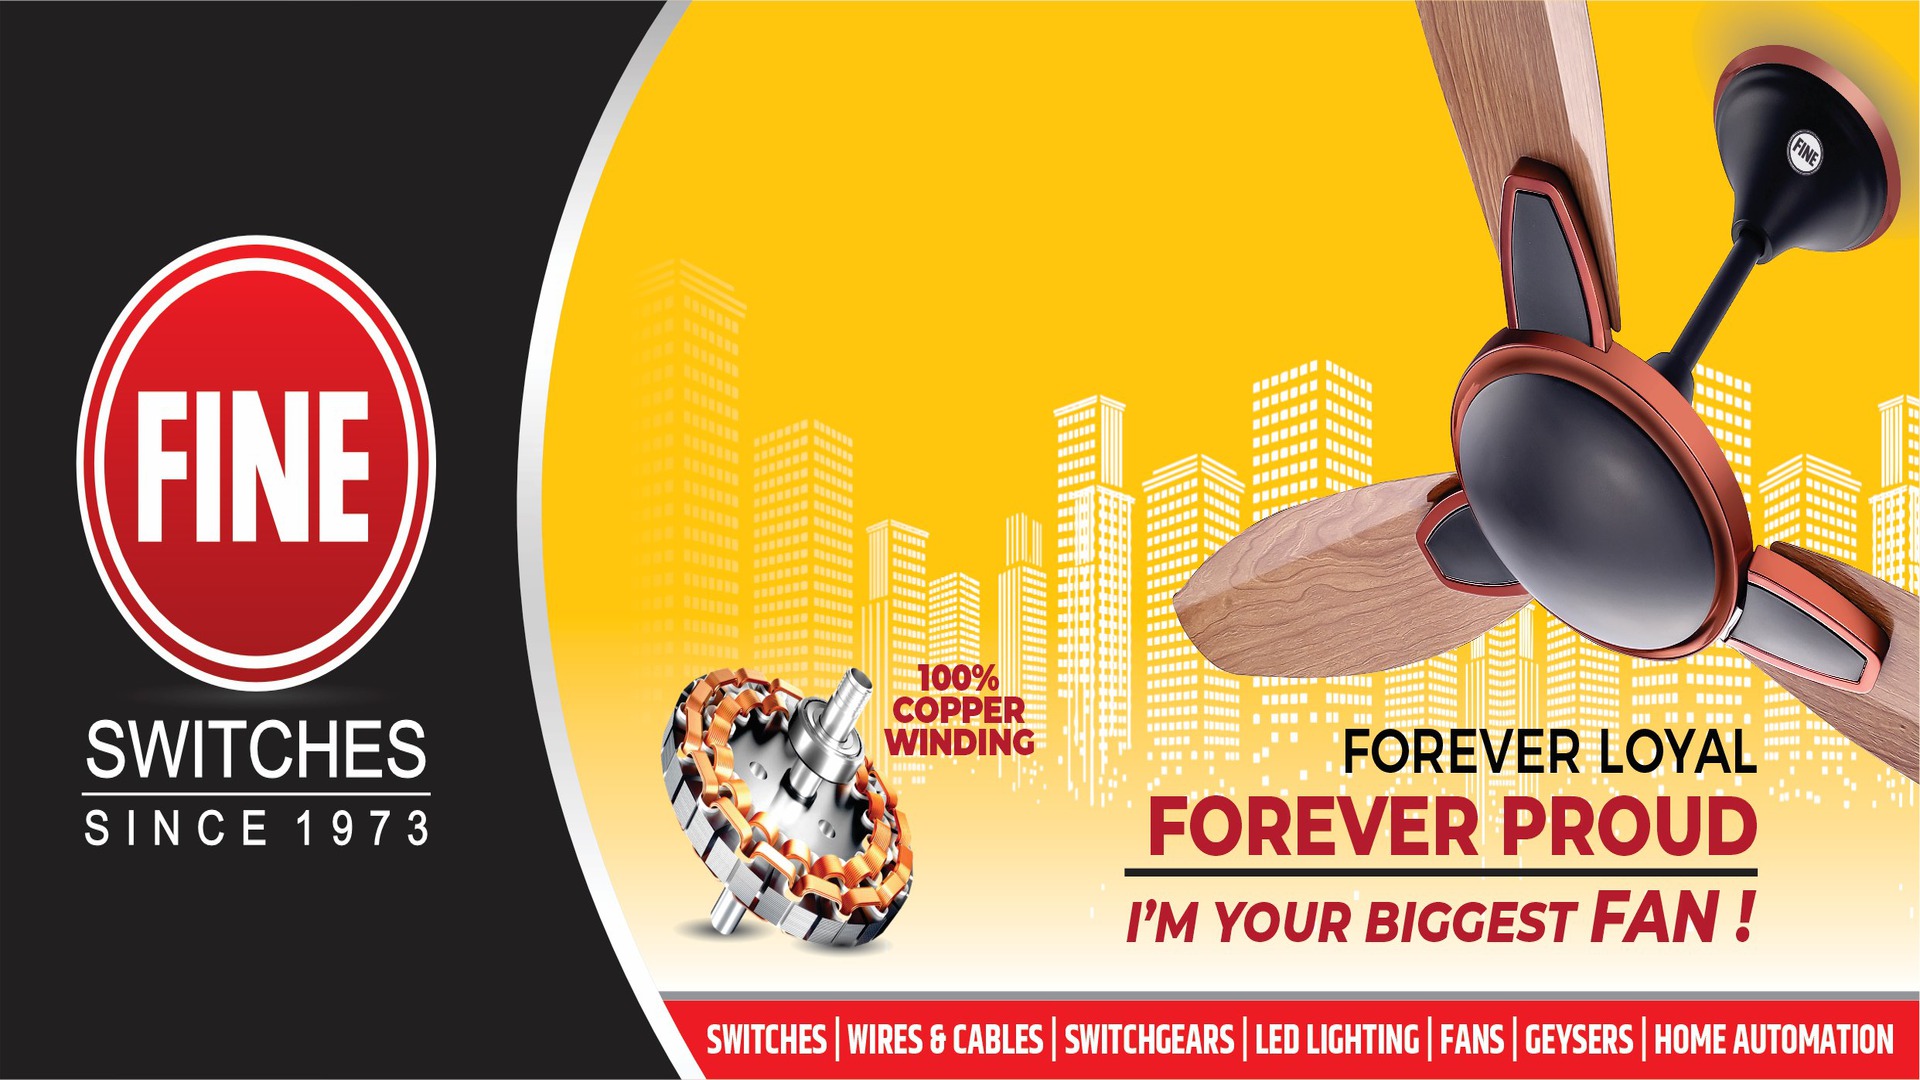 FINE
SWITCHES
SINCE 1973
FINE
100%
COPPER
WINDING
FOREVER LOYAL
FOREVER PROUD
I'M YOUR BIGGEST FAN !
SWITCHES | WIRES & CABLES | SWITCHGEARS | LED LIGHTING | FANS | GEYSERS | HOME AUTOMATION